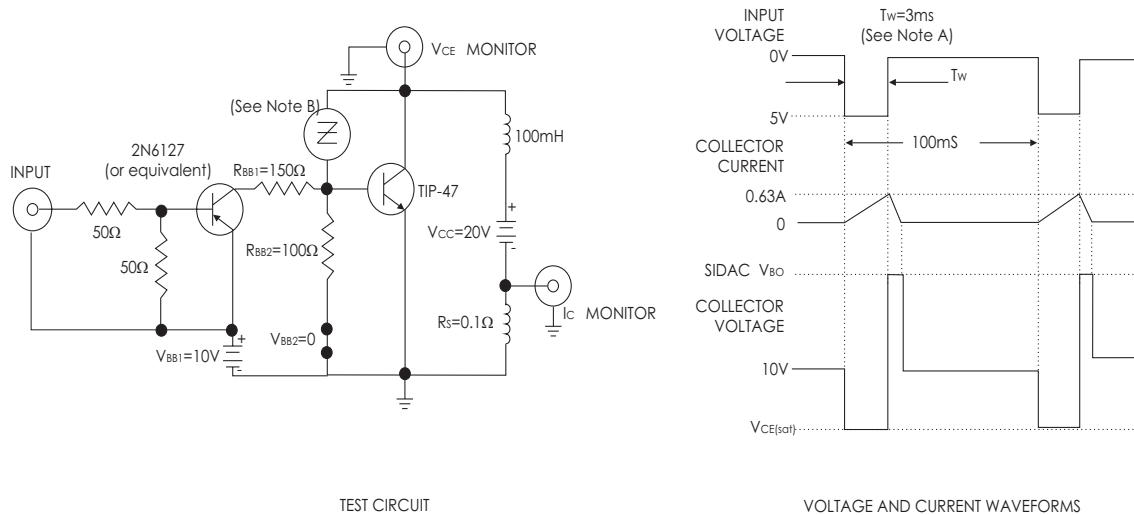 VCE MONITOR
(See Note B)
100mH
2N6127
(or equivalent)
RBB1=150Ω
TIP-47
INPUT
50Ω
50Ω
RBB2=100Ω
+
VCC=20V
-
IC MONITOR
RS=0.1Ω
+
VBB1=10V
-
VBB2=0
TEST CIRCUIT
INPUT
VOLTAGE
TW=3ms
(See Note A)
0V
TW
5V
100mS
COLLECTOR
CURRENT
0.63A
0
SIDAC VBO
COLLECTOR
VOLTAGE
10V
VCE(sat)
VOLTAGE AND CURRENT WAVEFORMS